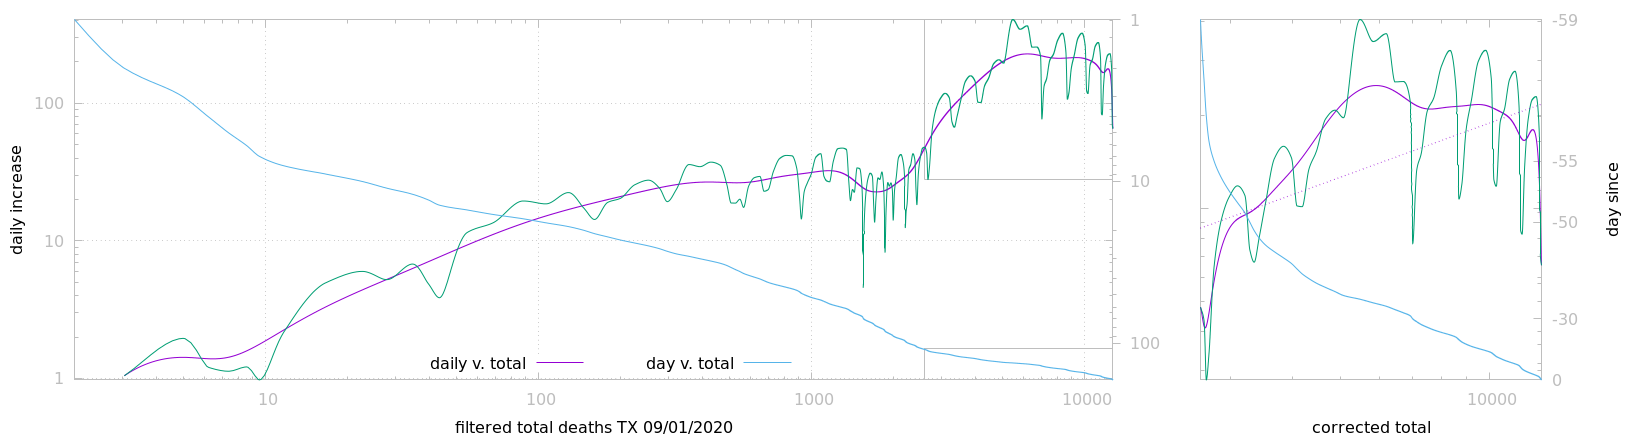 daily increase
100
10
1
daily v. total
day v. total
10
100
1000
10000
filtered total deaths TX 09/01/2020
1
10
100
-59
-55
-50
-30
0
day since
10000
corrected total